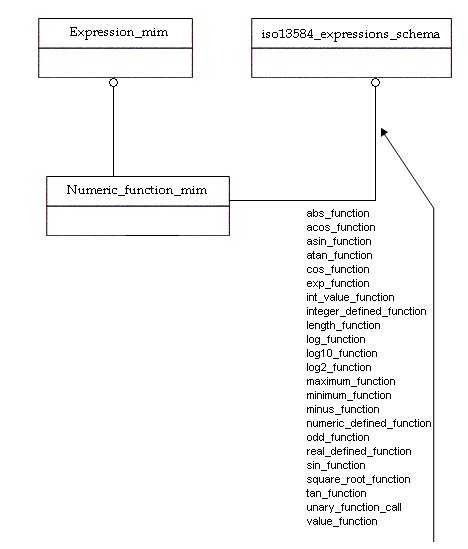 Expression_mim
iso13584_expressions_schema
Numeric_function_mim
abs_function
acos_function
asin_function
atan_function
cos_function
exp_function
int_value_function
integer_defined_function
length_function
log_function
log10_function
log2_function
maximum_function
minimum_function
minus_function
numeric_defined_function
odd_function
real_defined_function
sin_function
square_root_function
tan_function
unary_function_call
value_function